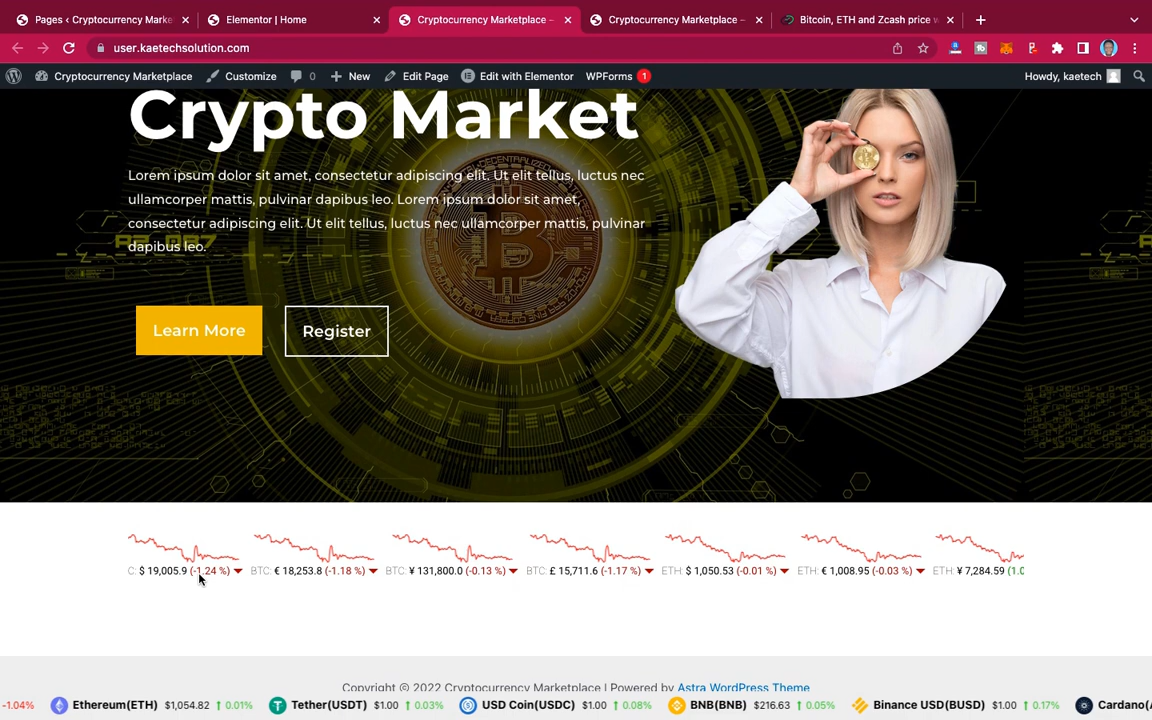 Pages ‹ Cryptocurrency Marke
Elementor | Home
Cryptocurrency Marketplace –
Cryptocurrency Marketplace –
Bitcoin, ETH and Zcash price w
user.kaetechsolution.com
Cryptocurrency Marketplace
Customize
0
New
Edit Page
Edit with Elementor
WPForms 1
Howdy, kaetech
Crypto Market
Lorem ipsum dolor sit amet, consectetur adipiscing elit. Ut elit tellus, luctus nec
ullamcorper mattis, pulvinar dapibus leo. Lorem ipsum dolor sit amet,
consectetur adipiscing elit. Ut elit tellus, luctus nec ullamcorper mattis, pulvinar
dapibus leo.
DECENTRALIZED
Learn More
Register
C: $ 19,005.9 (-1.24 %)
BTC: € 18,253.8 (-1.18 %)
BTC: ¥ 131,800.0 (-0.13 %)
BTC: £ 15,711.6 (-1.17 %)
ETH: $ 1,050.53 (-0.01 %)
ETH: € 1,008.95 (-0.03 %)
ETH: ¥ 7,284.59 (1.0
Copyright © 2022 Cryptocurrency Marketplace | Powered by Astra WordPress Theme
-1.04%
Ethereum(ETH) $1,054.82 ↑ 0.01%
Tether(USDT) $1.00 ↑ 0.03%
USD Coin(USDC) $1.00 ↑ 0.08%
BNB(BNB) $216.63 ↑ 0.05%
Binance USD(BUSD) $1.00 ↑ 0.17%
Cardano(A